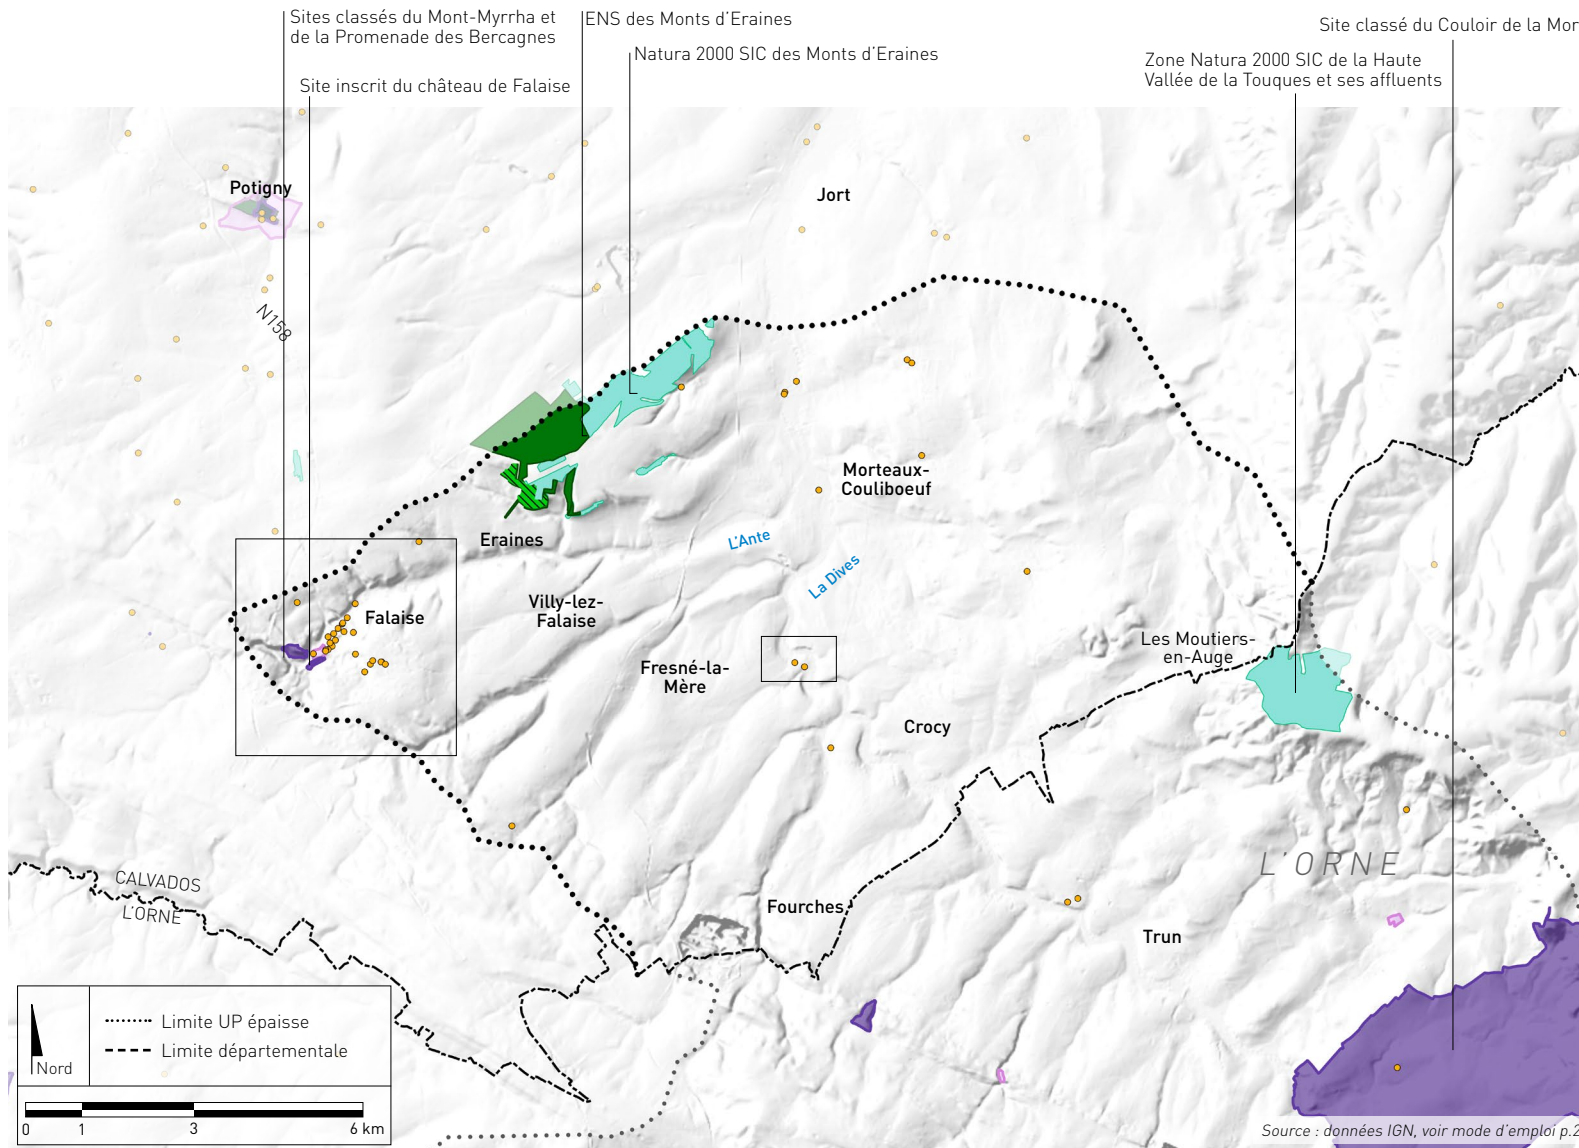 Sites classés du Mont-Myrrha et
de la Promenade des Bercagnes
ENS des Monts d'Eraines
Site classé du Couloir de la Mor
Natura 2000 SIC des Monts d'Eraines
Zone Natura 2000 SIC de la Haute
Vallée de la Touques et ses affluents
Site inscrit du château de Falaise
Potigny
Jort
N158
Morteaux-
Couliboeuf
Eraines
L'Ante
La Dives
Villy-lez-
Falaise
Falaise
Les Moutiers-
en-Auge
Fresné-la-
Mère
Crocy
L'ORNE
CALVADOS
L'ORNE
Fourches
Trun
Nord
Limite UP épaisse
Limite départementale
0 1 3 6 km
Source : données IGN, voir mode d'emploi p.2